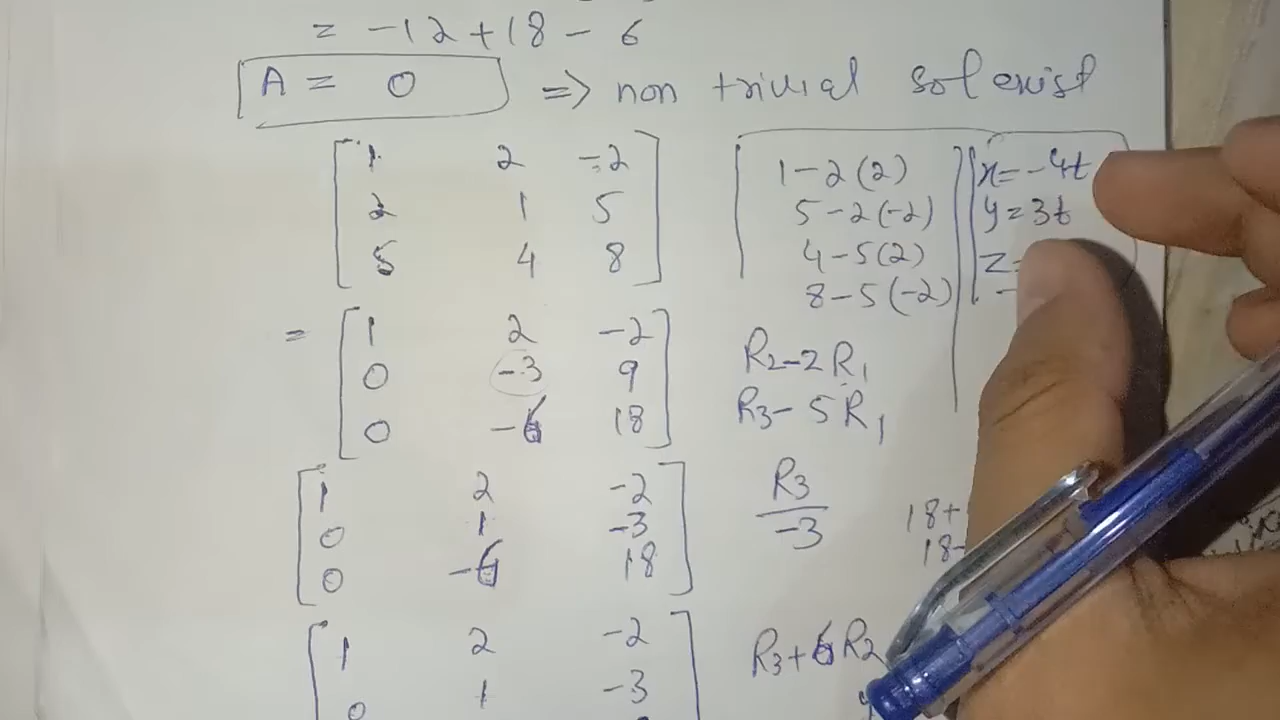 = -12 + 18 - 6
A = 0 => non trivial sol exist
1 2 -2
2 1 5
5 4 8
1-2(2)
5-2(-2)
4-5(2)
8-5(-2)
x=-4t
y=3t
z=
= 1 2 -2
0 -3 9
0 -6 18
R2-2R1
R3-5R1
1 2 -2
0 1 -3
0 -6 18
R3
-3
18+
18-
1 2 -2
0 1 -3
R3+6R2